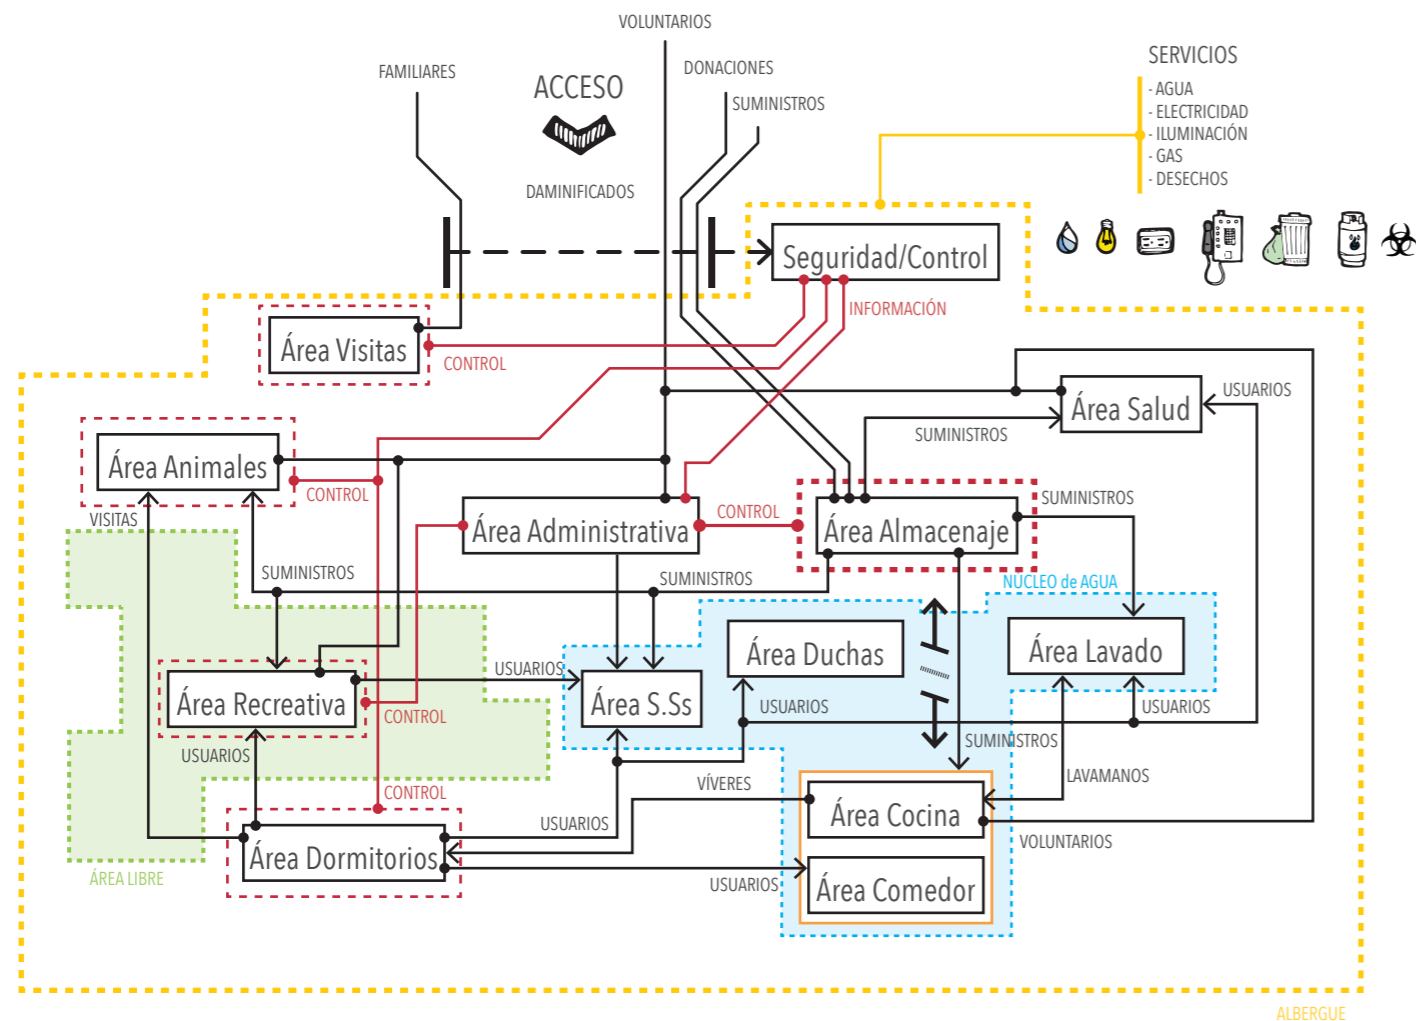 VOLUNTARIOS
FAMILIARES
ACCESO
DONACIONES
SUMINISTROS
SERVICIOS
- AGUA
- ELECTRICIDAD
- ILUMINACIÓN
- GAS
- DESECHOS
DAMINIFICADOS
Seguridad/Control
INFORMACIÓN
Área Visitas
CONTROL
Área Salud
USUARIOS
SUMINISTROS
Área Animales
CONTROL
VISITAS
Área Administrativa
CONTROL
Área Almacenaje
SUMINISTROS
SUMINISTROS
SUMINISTROS
NÚCLEO de AGUA
Área Duchas
Área Lavado
USUARIOS
Área Recreativa
CONTROL
Área S.Ss
USUARIOS
USUARIOS
USUARIOS
SUMINISTROS
LAVAMANOS
VÍVERES
CONTROL
USUARIOS
Área Cocina
VOLUNTARIOS
Área Dormitorios
ÁREA LIBRE
USUARIOS
Área Comedor
ALBERGUE